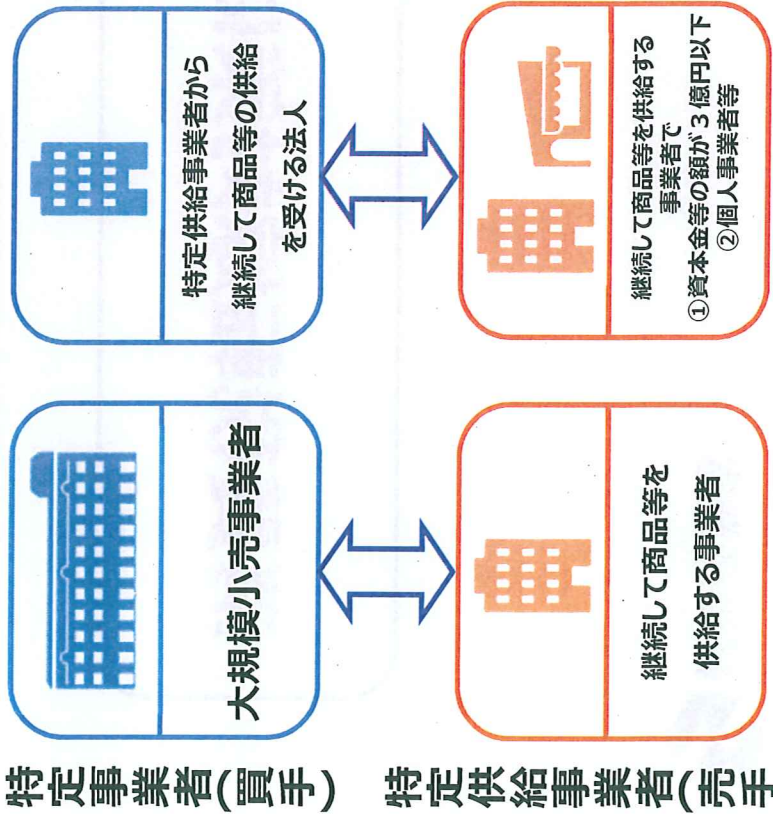 特定事業者(買手)
大規模小売事業者
特定供給事業者から
継続して商品等の供給
を受ける法人
特定供給事業者(売手
継続して商品等を
供給する事業者
継続して商品等を供給する
事業者で
①資本金等の額が3億円以下
②個人事業者等